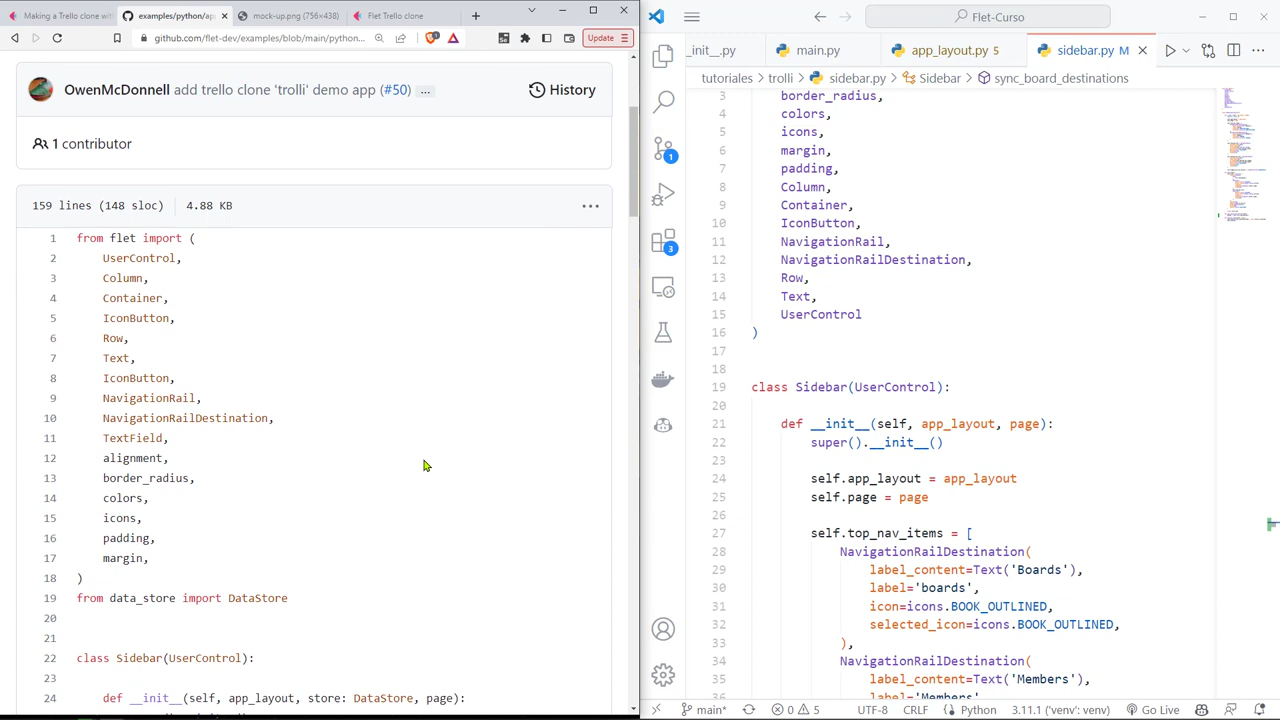 Making a Trello clone wit
examples/python/app
up.png (756×4
Flet
github.com/flet-dev/examples/blob/main/python...
Update
OwenMcDonnell add trello clone 'trolli' demo app (#50) ...
History
1 contributor
159 lines
KB
1 from flet import (
2 UserControl,
3 Column,
4 Container,
5 IconButton,
6 Row,
7 Text,
8 IconButton,
9 NavigationRail,
10 NavigationRailDestination,
11 TextField,
12 alignment,
13 border_radius,
14 colors,
15 icons,
16 padding,
17 margin,
18 )
19 from data_store import DataStore
20
21
22 class Sidebar(UserControl):
23
24 def __init__(self, app_layout, store: DataStore, page):
Flet-Curso
_init__.py
main.py
app_layout.py 5
sidebar.py M
tutoriales > trolli > sidebar.py > Sidebar > sync_board_destinations
3 border_radius,
4 colors,
5 icons,
6 margin,
7 padding,
8 Column,
9 Container,
10 IconButton,
11 NavigationRail,
12 NavigationRailDestination,
13 Row,
14 Text,
15 UserControl
16 )
17
18
19 class Sidebar(UserControl):
20
21 def __init__(self, app_layout, page):
22 super().__init__()
23
24 self.app_layout = app_layout
25 self.page = page
26
27 self.top_nav_items = [
28 NavigationRailDestination(
29 label_content=Text('Boards'),
30 label='boards',
31 icon=icons.BOOK_OUTLINED,
32 selected_icon=icons.BOOK_OUTLINED,
33 ),
34 NavigationRailDestination(
35 label_content=Text('Members'),
36 label='Members'
1
3
main*
0 5
UTF-8 CRLF Python 3.11.1 ('venv': venv) Go Live